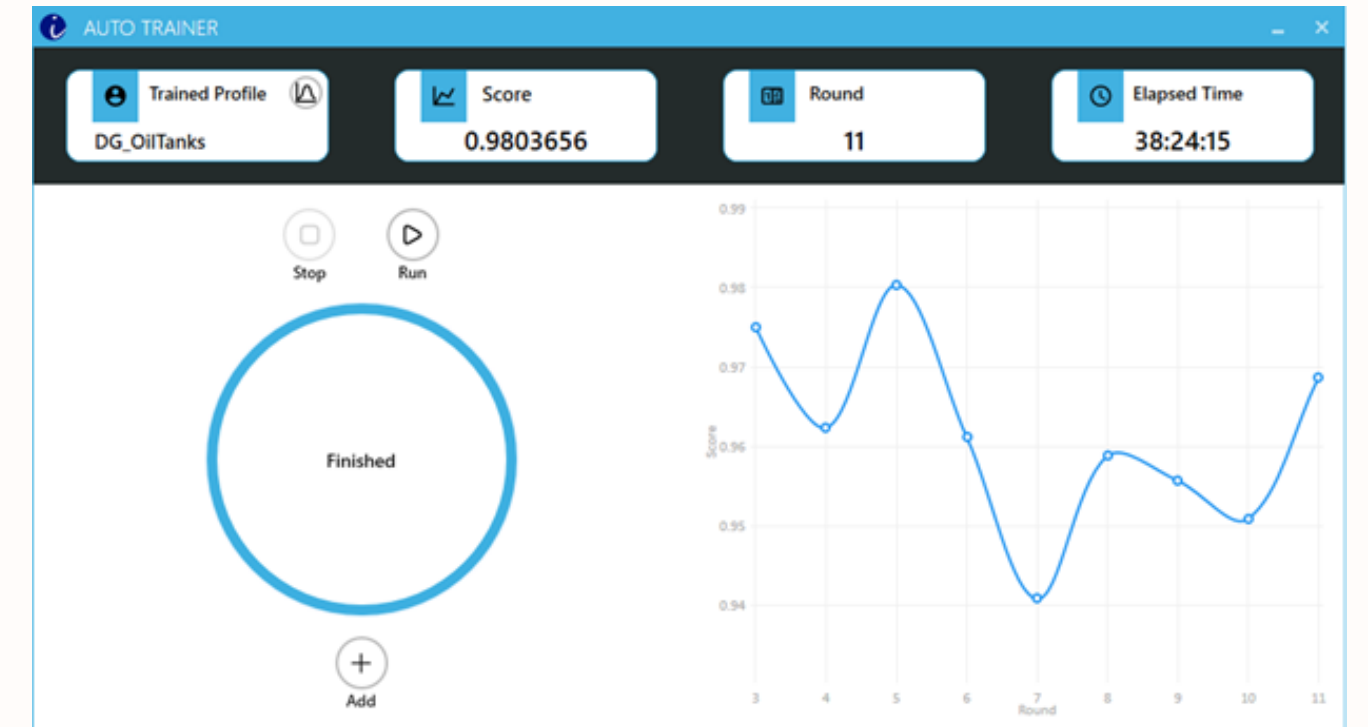 AUTO TRAINER
Trained Profile
DG_OilTanks
Score
0.9803656
Round
11
Elapsed Time
38:24:15
Stop
Run
Finished
Add
0.99
0.98
0.97
0.96
0.95
0.94
Score
3 4 5 6 7 8 9 10 11
Round